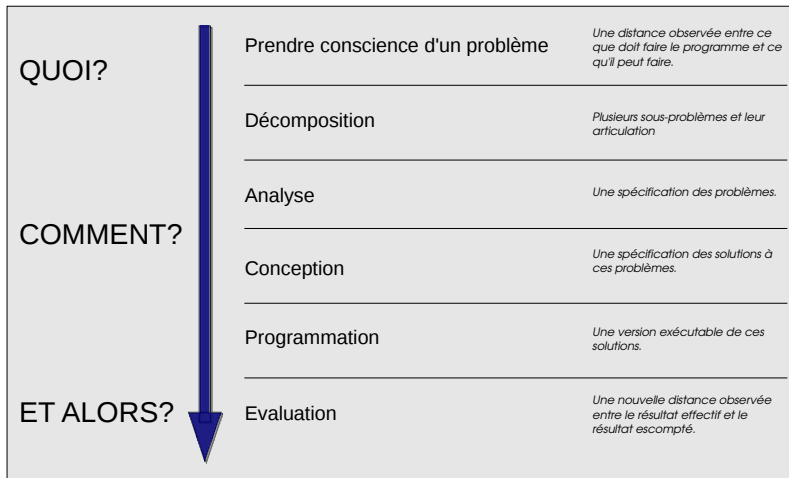 QUOI?
Prendre conscience d'un problème
Une distance observée entre ce
que doit faire le programme et ce
qu'il peut faire.
Décomposition
Plusieurs sous-problèmes et leur
articulation
COMMENT?
Analyse
Une spécification des problèmes.
Conception
Une spécification des solutions à
ces problèmes.
Programmation
Une version exécutable de ces
solutions.
ET ALORS?
Evaluation
Une nouvelle distance observée
entre le résultat effectif et le
résultat escompté.